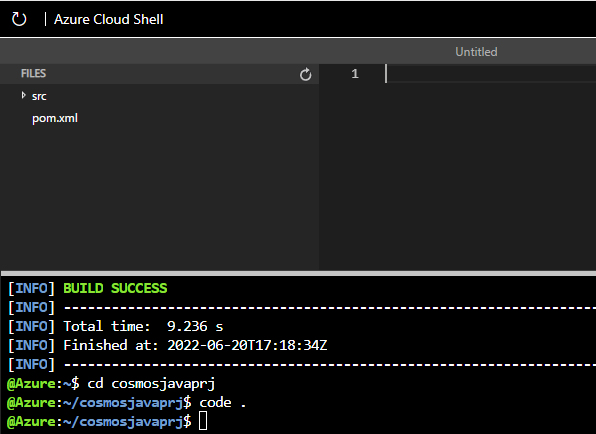 Azure Cloud Shell
Untitled
FILES
1
src
pom.xml
[INFO] BUILD SUCCESS
[INFO] ------------------------------------------------------------------------
[INFO] Total time:  9.236 s
[INFO] Finished at: 2022-06-20T17:18:34Z
[INFO] ------------------------------------------------------------------------
@Azure:~$ cd cosmosjavaprj
@Azure:~/cosmosjavaprj$ code .
@Azure:~/cosmosjavaprj$